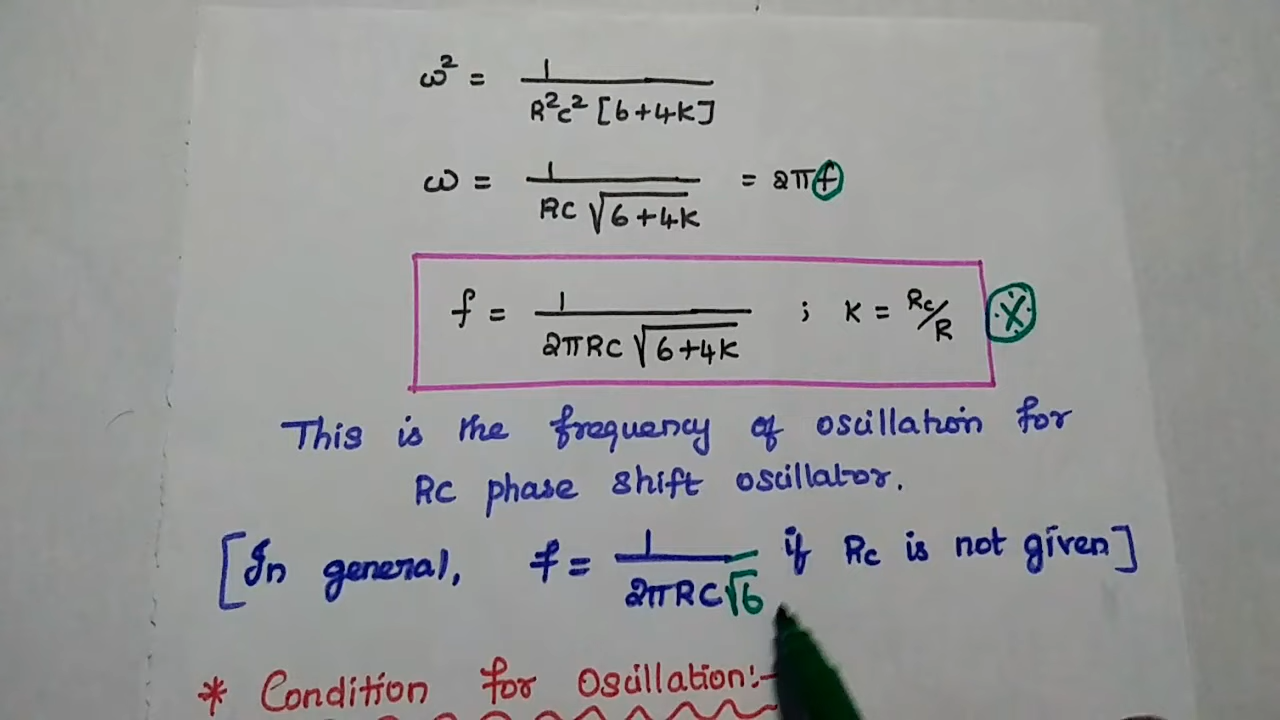 ω² = 1 / R²C² [6+4K]
ω = 1 / RC √6+4K = 2πf
f = 1 / 2πRC √6+4K ; K = Rc/R
This is the frequency of oscillation for
RC phase shift oscillator.
[In general, f = 1 / 2πRC√6 if Rc is not given]
* Condition for Oscillation:-